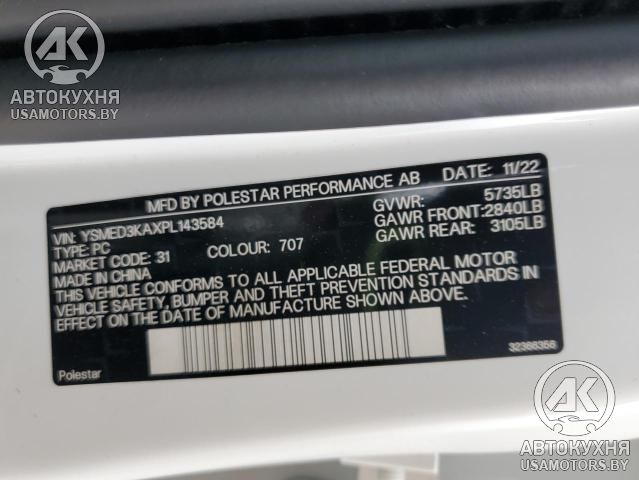 АК
АВТОКУХНЯ
USAMOTORS.BY
MFD BY POLESTAR PERFORMANCE AB DATE: 11/22
VIN: YSMED3KAXPL143584 GVWR: 5735LB
TYPE: PC GAWR FRONT: 2840LB
MARKET CODE: 31 COLOUR: 707 GAWR REAR: 3105LB
MADE IN CHINA
THIS VEHICLE CONFORMS TO ALL APPLICABLE FEDERAL MOTOR
VEHICLE SAFETY, BUMPER AND THEFT PREVENTION STANDARDS IN
EFFECT ON THE DATE OF MANUFACTURE SHOWN ABOVE.
32366356
Polestar
АК
АВТОКУХНЯ
USAMOTORS.BY